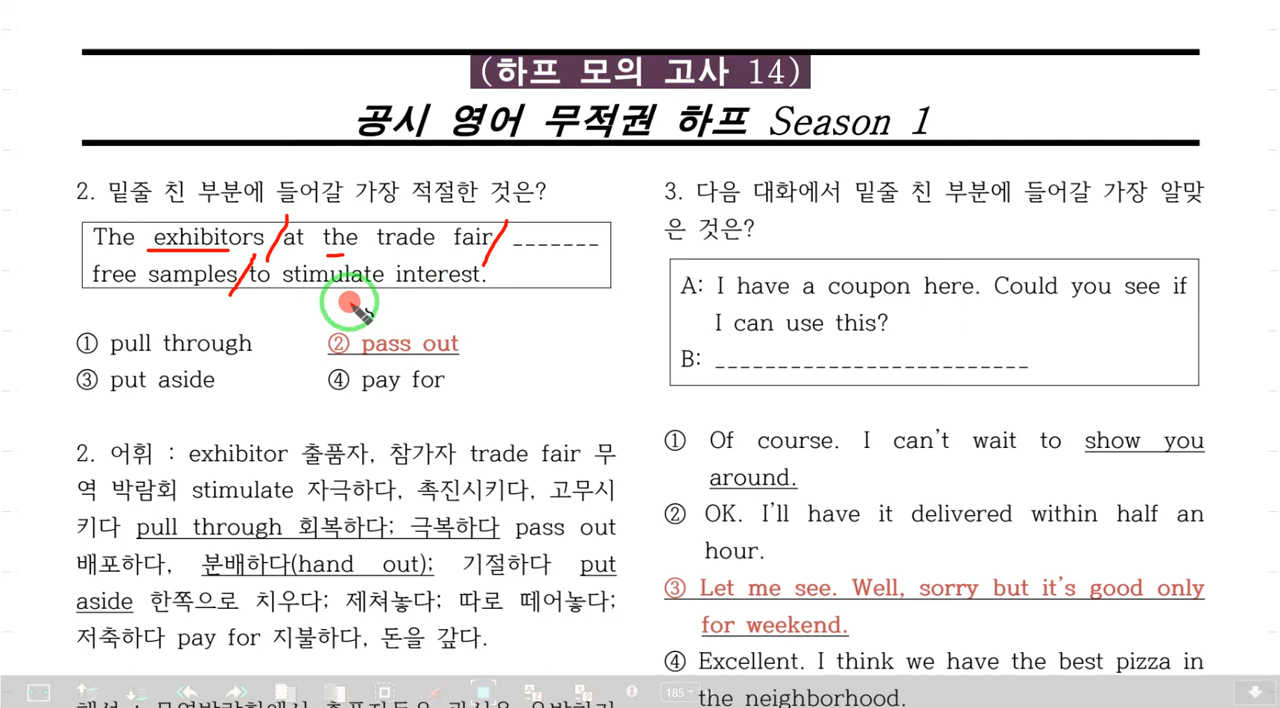 (하프 모의 고사 14)
공시 영어 무적권 하프 Season 1
2. 밑줄 친 부분에 들어갈 가장 적절한 것은?
The exhibitors at the trade fair _______
free samples to stimulate interest.
① pull through ② pass out
③ put aside ④ pay for
2. 어휘 : exhibitor 출품자, 참가자 trade fair 무
역 박람회 stimulate 자극하다, 촉진시키다, 고무시
키다 pull through 회복하다; 극복하다 pass out
배포하다, 분배하다(hand out); 기절하다 put
aside 한쪽으로 치우다; 제쳐놓다; 따로 떼어놓다;
저축하다 pay for 지불하다, 돈을 갚다.
3. 다음 대화에서 밑줄 친 부분에 들어갈 가장 알맞
은 것은?
A: I have a coupon here. Could you see if
I can use this?
B: _________________________
① Of course. I can't wait to show you
around.
② OK. I'll have it delivered within half an
hour.
③ Let me see. Well, sorry but it's good only
for weekend.
④ Excellent. I think we have the best pizza in
the neighborhood.
185